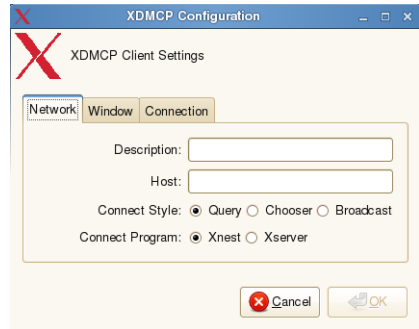 XDMCP Configuration
XDMCP Client Settings
Network Window Connection
Description:
Host:
Connect Style: Query Chooser Broadcast
Connect Program: Xnest Xserver
Cancel OK